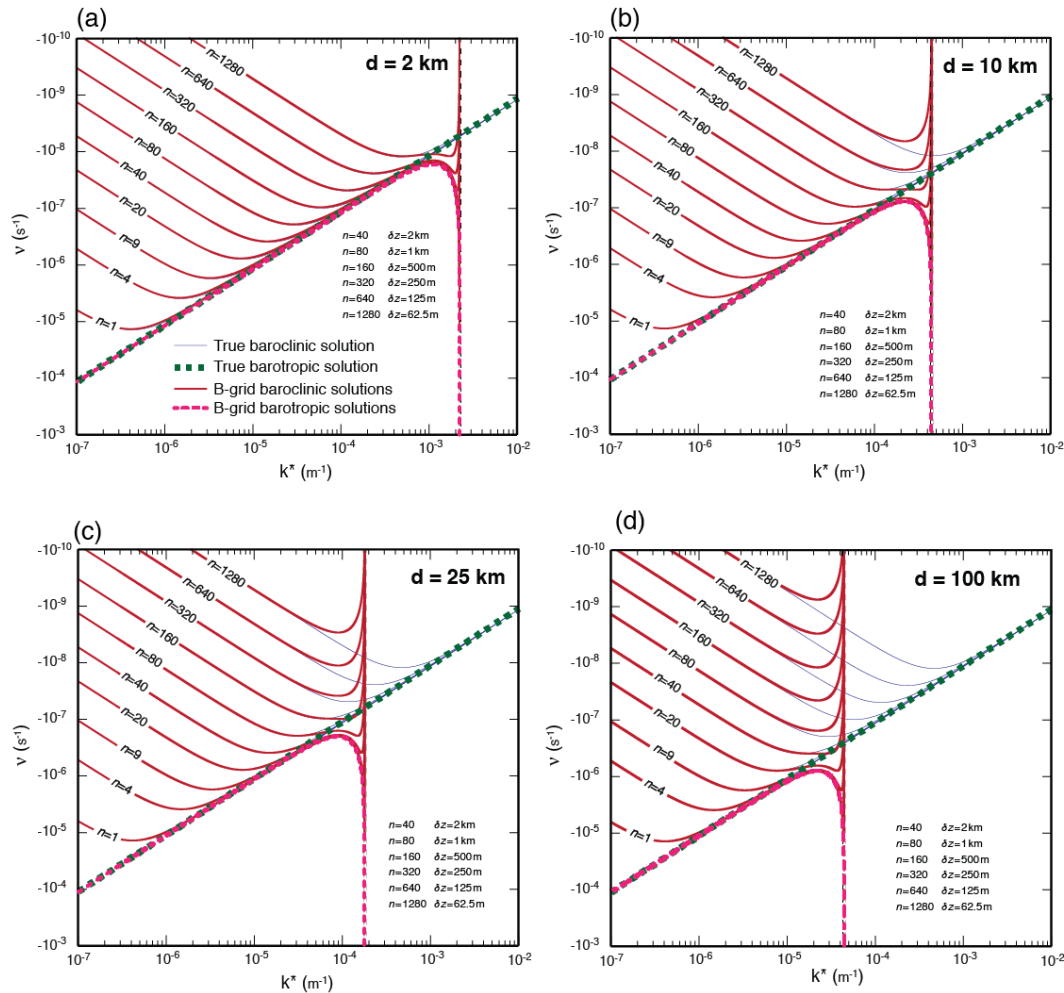 (a)
d = 2 km
-10⁻¹⁰
-10⁻⁹
-10⁻⁸
-10⁻⁷
-10⁻⁶
-10⁻⁵
-10⁻⁴
-10⁻³
ν (s⁻¹)
n=1280
n=640
n=320
n=160
n=80
n=40
n=20
n=9
n=4
n=1
n=40 δz=2km
n=80 δz=1km
n=160 δz=500m
n=320 δz=250m
n=640 δz=125m
n=1280 δz=62.5m
True baroclinic solution
True barotropic solution
B-grid baroclinic solutions
B-grid barotropic solutions
10⁻⁷ 10⁻⁶ 10⁻⁵ 10⁻⁴ 10⁻³ 10⁻²
k* (m⁻¹)
(b)
d = 10 km
-10⁻¹⁰
-10⁻⁹
-10⁻⁸
-10⁻⁷
-10⁻⁶
-10⁻⁵
-10⁻⁴
-10⁻³
ν (s⁻¹)
n=1280
n=640
n=320
n=160
n=80
n=40
n=20
n=9
n=4
n=1
n=40 δz=2km
n=80 δz=1km
n=160 δz=500m
n=320 δz=250m
n=640 δz=125m
n=1280 δz=62.5m
10⁻⁷ 10⁻⁶ 10⁻⁵ 10⁻⁴ 10⁻³ 10⁻²
k* (m⁻¹)
(c)
d = 25 km
-10⁻¹⁰
-10⁻⁹
-10⁻⁸
-10⁻⁷
-10⁻⁶
-10⁻⁵
-10⁻⁴
-10⁻³
ν (s⁻¹)
n=1280
n=640
n=320
n=160
n=80
n=40
n=20
n=9
n=4
n=1
n=40 δz=2km
n=80 δz=1km
n=160 δz=500m
n=320 δz=250m
n=640 δz=125m
n=1280 δz=62.5m
10⁻⁷ 10⁻⁶ 10⁻⁵ 10⁻⁴ 10⁻³ 10⁻²
k* (m⁻¹)
(d)
d = 100 km
-10⁻¹⁰
-10⁻⁹
-10⁻⁸
-10⁻⁷
-10⁻⁶
-10⁻⁵
-10⁻⁴
-10⁻³
ν (s⁻¹)
n=1280
n=640
n=320
n=160
n=80
n=40
n=20
n=9
n=4
n=1
n=40 δz=2km
n=80 δz=1km
n=160 δz=500m
n=320 δz=250m
n=640 δz=125m
n=1280 δz=62.5m
10⁻⁷ 10⁻⁶ 10⁻⁵ 10⁻⁴ 10⁻³ 10⁻²
k* (m⁻¹)